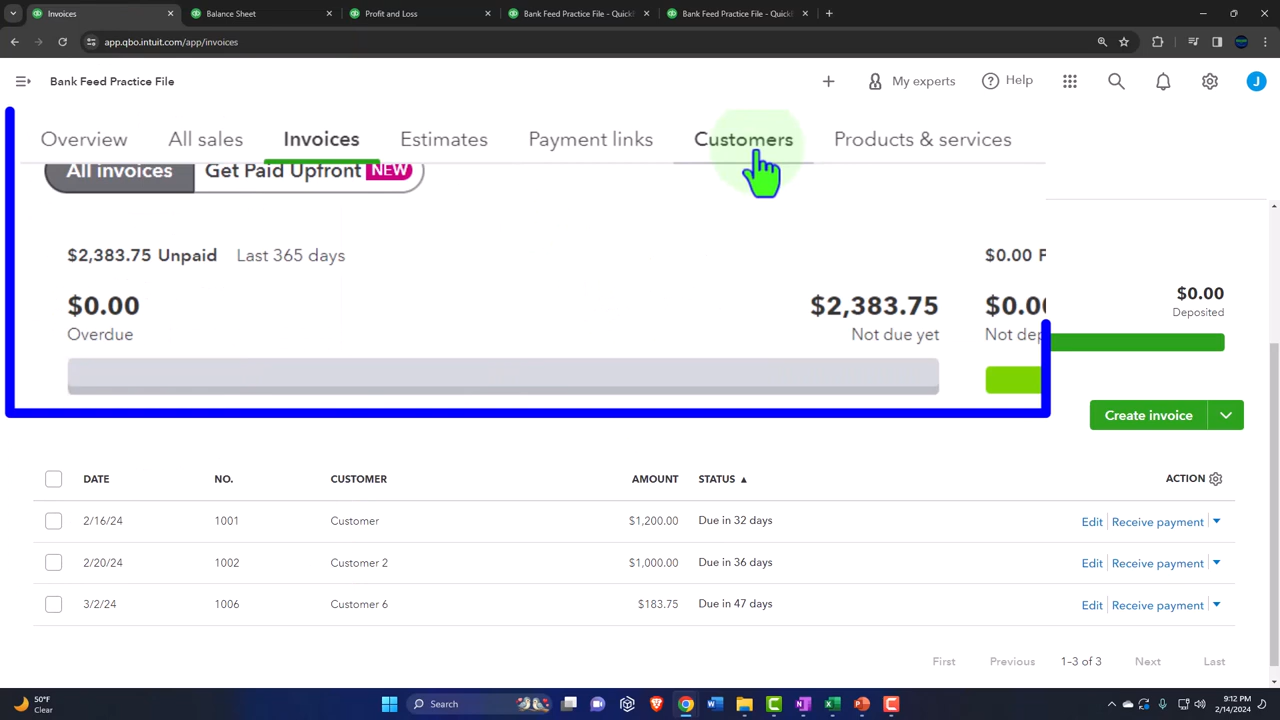 Invoices
Balance Sheet
Profit and Loss
Bank Feed Practice File - Quickl
Bank Feed Practice File - Quickl
app.qbo.intuit.com/app/invoices
Bank Feed Practice File
My experts
Help
J
Overview
All sales
Invoices
Estimates
Payment links
Customers
Products & services
All invoices
Get Paid Upfront NEW
$2,383.75 Unpaid Last 365 days
$0.00
$0.00
$2,383.75
Overdue
Not due yet
$0.00
Deposited
Create invoice
DATE NO. CUSTOMER AMOUNT STATUS ▲ ACTION
2/16/24 1001 Customer $1,200.00 Due in 32 days Edit Receive payment
2/20/24 1002 Customer 2 $1,000.00 Due in 36 days Edit Receive payment
3/2/24 1006 Customer 6 $183.75 Due in 47 days Edit Receive payment
First Previous 1–3 of 3 Next Last
50°F
Clear
Search
9:12 PM
2/14/2024